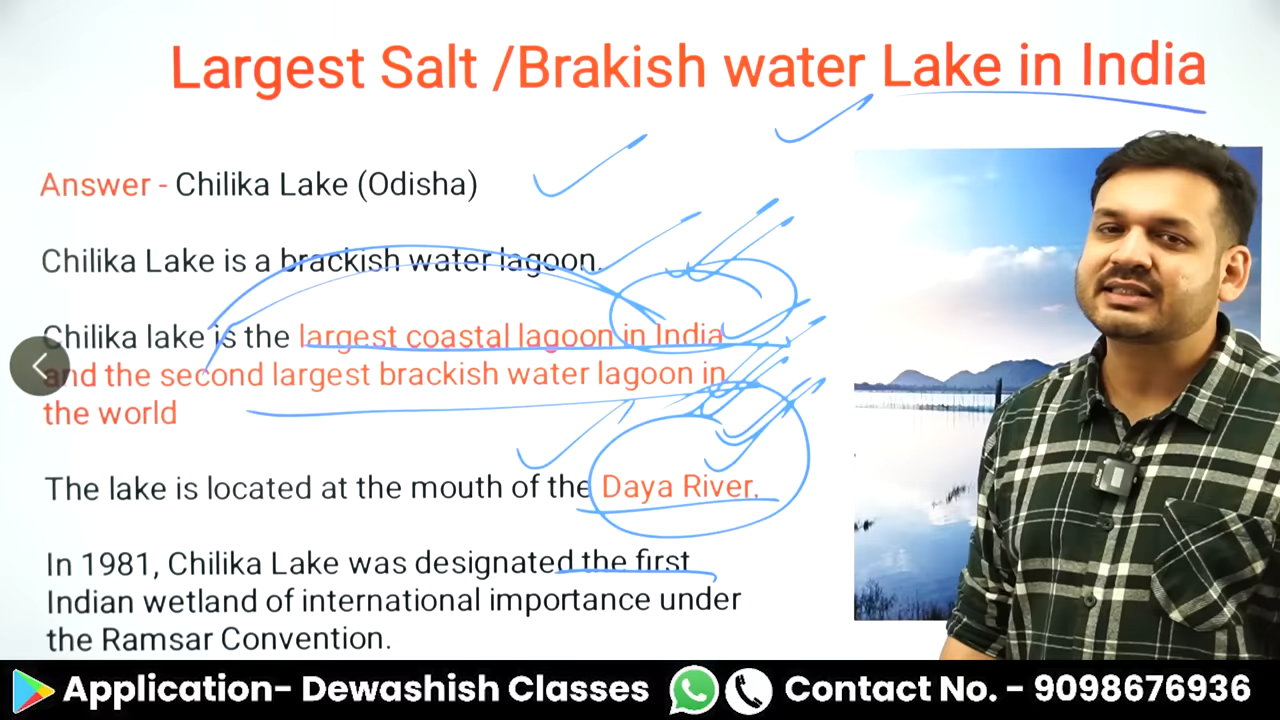 Largest Salt /Brakish water Lake in India
Answer - Chilika Lake (Odisha)
Chilika Lake is a brackish water lagoon.
Chilika lake is the largest coastal lagoon in India
and the second largest brackish water lagoon in
the world
The lake is located at the mouth of the Daya River.
In 1981, Chilika Lake was designated the first
Indian wetland of international importance under
the Ramsar Convention.
Application- Dewashish Classes
Contact No. - 9098676936